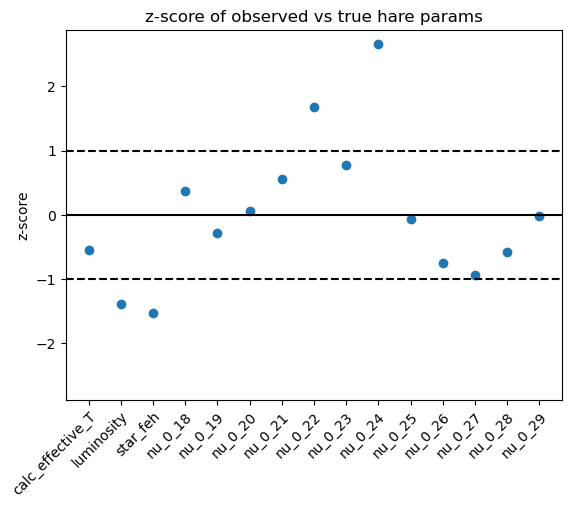 z-score of observed vs true hare params
z-score
2
1
0
−1
−2
calc_effective_T
luminosity
star_feh
nu_0_18
nu_0_19
nu_0_20
nu_0_21
nu_0_22
nu_0_23
nu_0_24
nu_0_25
nu_0_26
nu_0_27
nu_0_28
nu_0_29